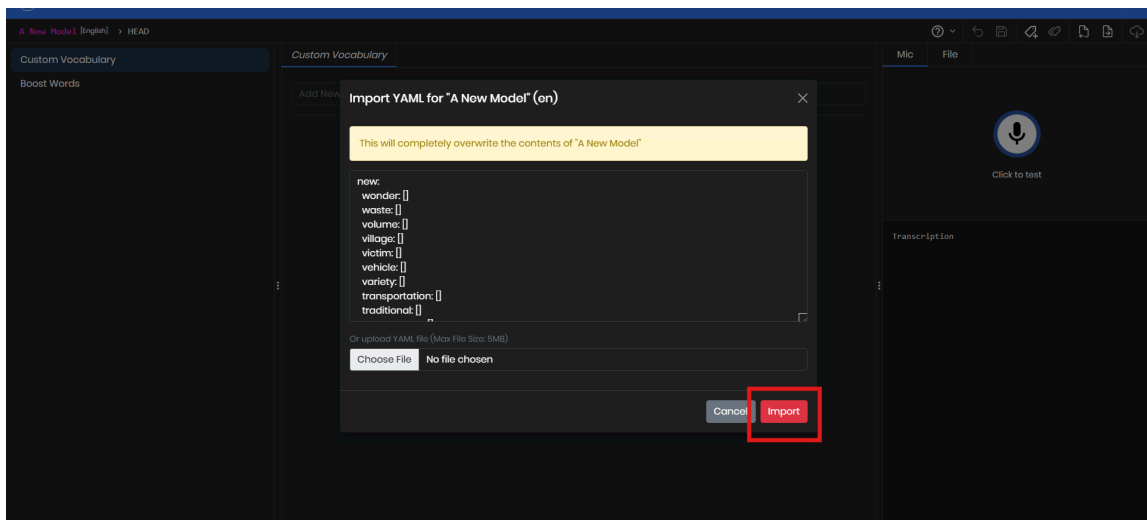 A New Model [English] > HEAD
Custom Vocabulary
Boost Words
Custom Vocabulary
Add New
Import YAML for "A New Model" (en)
This will completely overwrite the contents of "A New Model"
new:
wonder: []
waste: []
volume: []
village: []
victim: []
vehicle: []
variety: []
transportation: []
traditional: []
Or upload YAML file (Max File Size: 5MB)
Choose File No file chosen
Cancel Import
Mic File
Click to test
Transcription